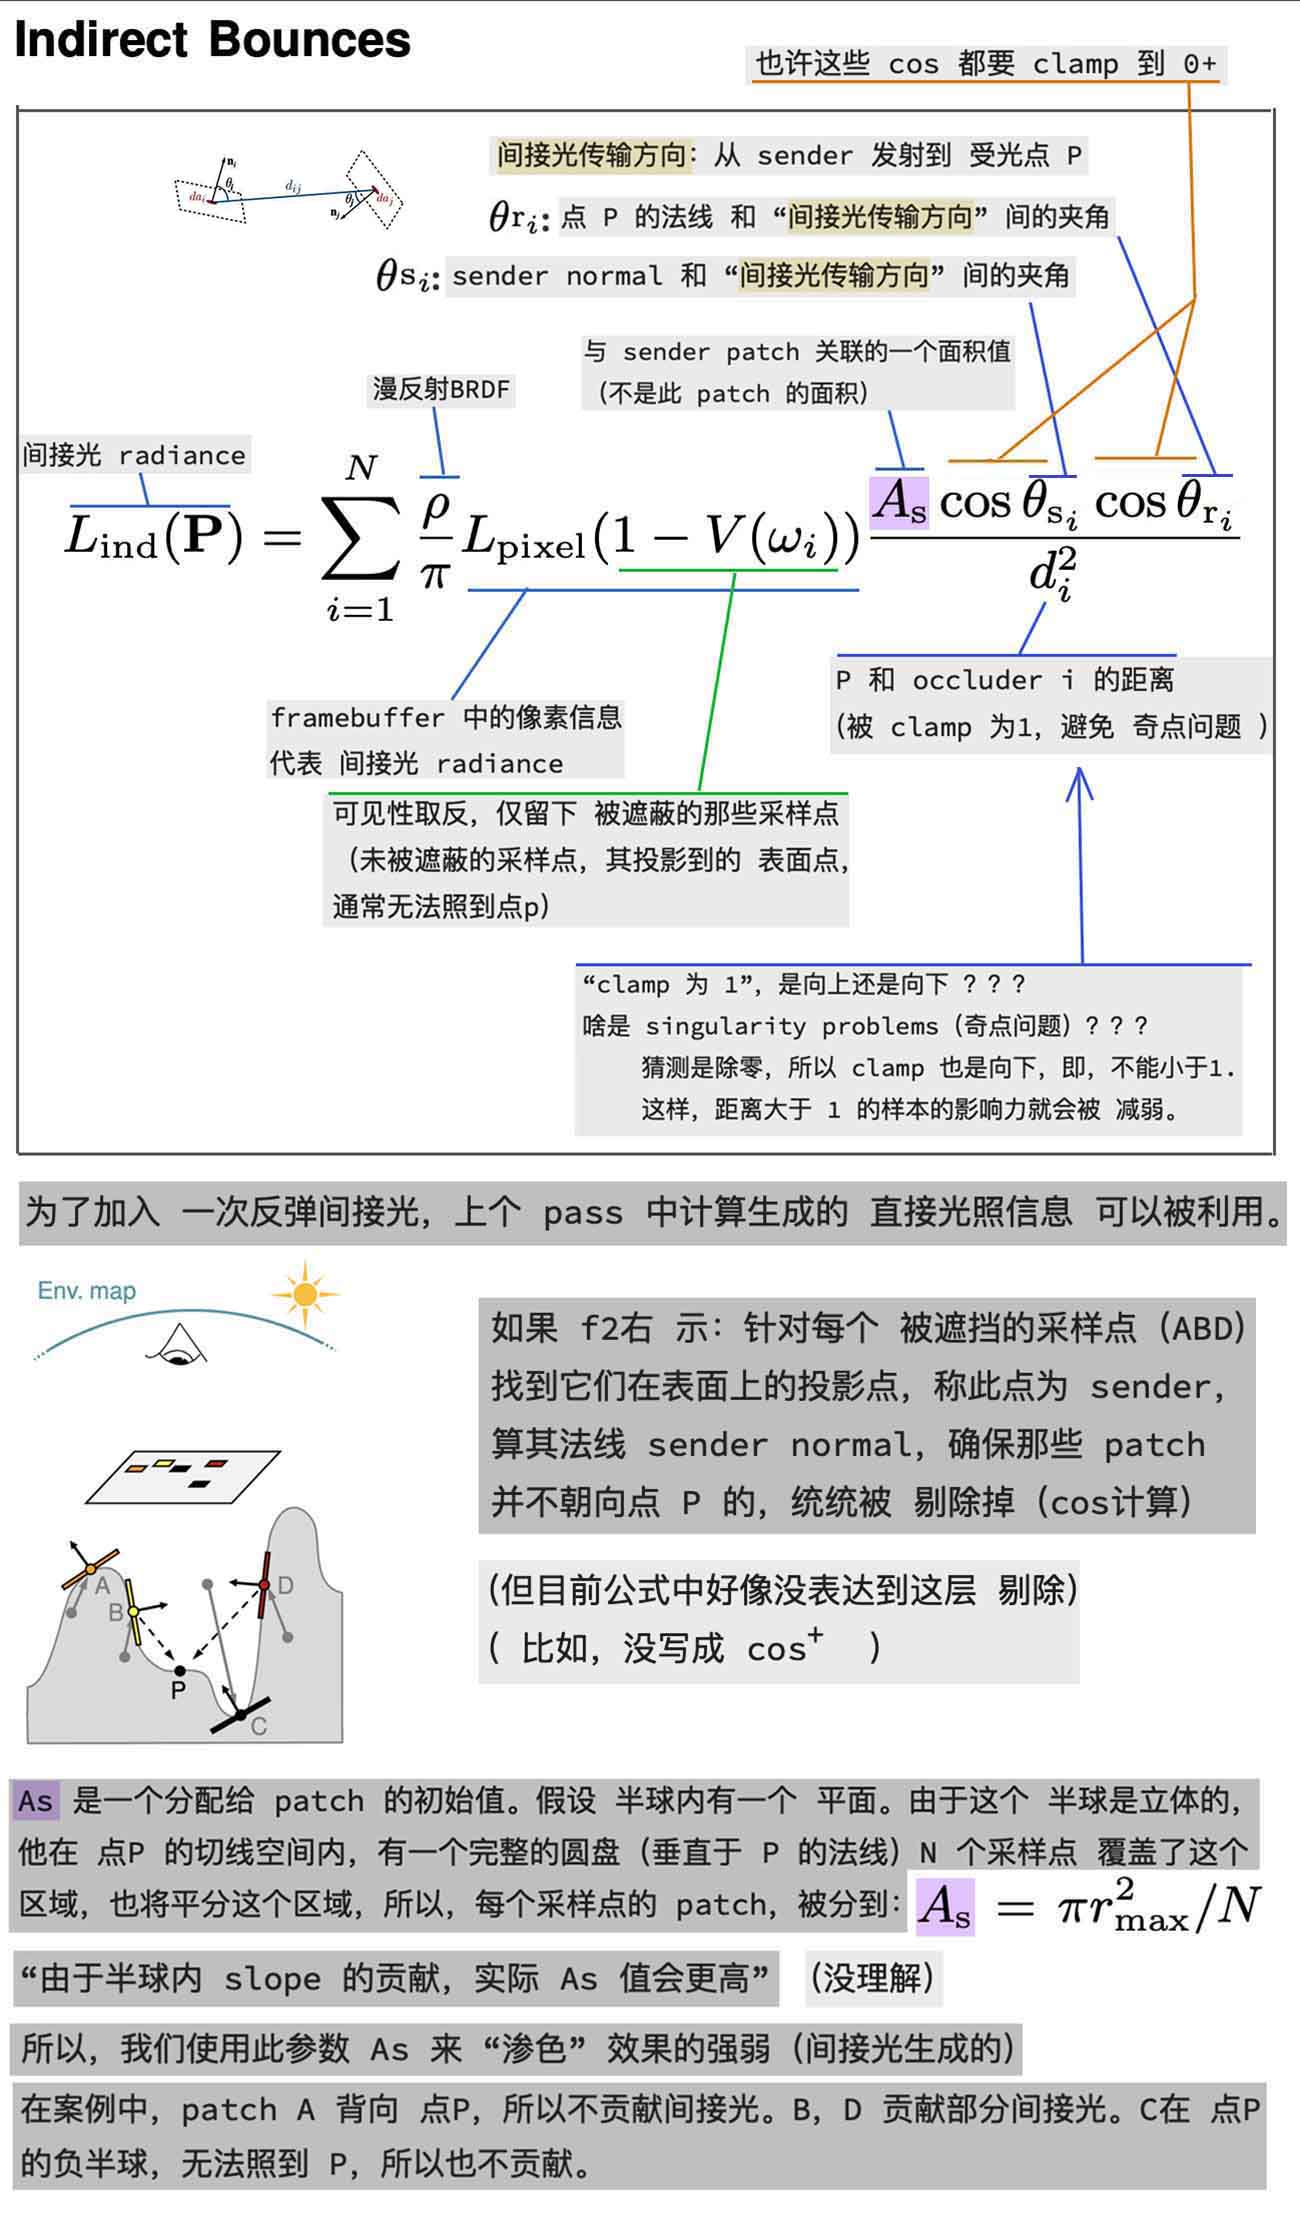 Indirect Bounces
也许这些 cos 都要 clamp 到 0+
间接光传输方向：从 sender 发射到 受光点 P
n_i
θ_i
da_i
d_ij
θ_j
n_j
da_j
θr_i: 点 P 的法线 和 “间接光传输方向” 间的夹角
θs_i: sender normal 和 “间接光传输方向” 间的夹角
与 sender patch 关联的一个面积值
（不是此 patch 的面积）
漫反射BRDF
间接光 radiance
L_ind(P) = ∑_{i=1}^{N} ρ/π L_pixel(1 − V(ω_i)) A_s cos θ_{s_i} cos θ_{r_i} / d_i^2
P 和 occluder i 的距离
(被 clamp 为1，避免 奇点问题 )
framebuffer 中的像素信息
代表 间接光 radiance
可见性取反，仅留下 被遮蔽的那些采样点
（未被遮蔽的采样点，其投影到的 表面点，
通常无法照到点p）
“clamp 为 1”，是向上还是向下 ？？？
啥是 singularity problems（奇点问题）？？？
猜测是除零，所以 clamp 也是向下，即，不能小于1.
这样，距离大于 1 的样本的影响力就会被 减弱。
为了加入 一次反弹间接光，上个 pass 中计算生成的 直接光照信息 可以被利用。
Env. map
如果 f2右 示：针对每个 被遮挡的采样点（ABD）
找到它们在表面上的投影点，称此点为 sender，
算其法线 sender normal，确保那些 patch
并不朝向点 P 的，统统被 剔除掉（cos计算）
A
B
D
P
C
(但目前公式中好像没表达到这层 剔除)
( 比如，没写成 cos⁺ )
As 是一个分配给 patch 的初始值。假设 半球内有一个 平面。由于这个 半球是立体的，
他在 点P 的切线空间内，有一个完整的圆盘（垂直于 P 的法线）N 个采样点 覆盖了这个
区域，也将平分这个区域，所以，每个采样点的 patch，被分到： A_s = πr_max^2/N
“由于半球内 slope 的贡献，实际 As 值会更高” （没理解）
所以，我们使用此参数 As 来 “渗色” 效果的强弱（间接光生成的）
在案例中，patch A 背向 点P，所以不贡献间接光。B，D 贡献部分间接光。C在 点P
的负半球，无法照到 P，所以也不贡献。